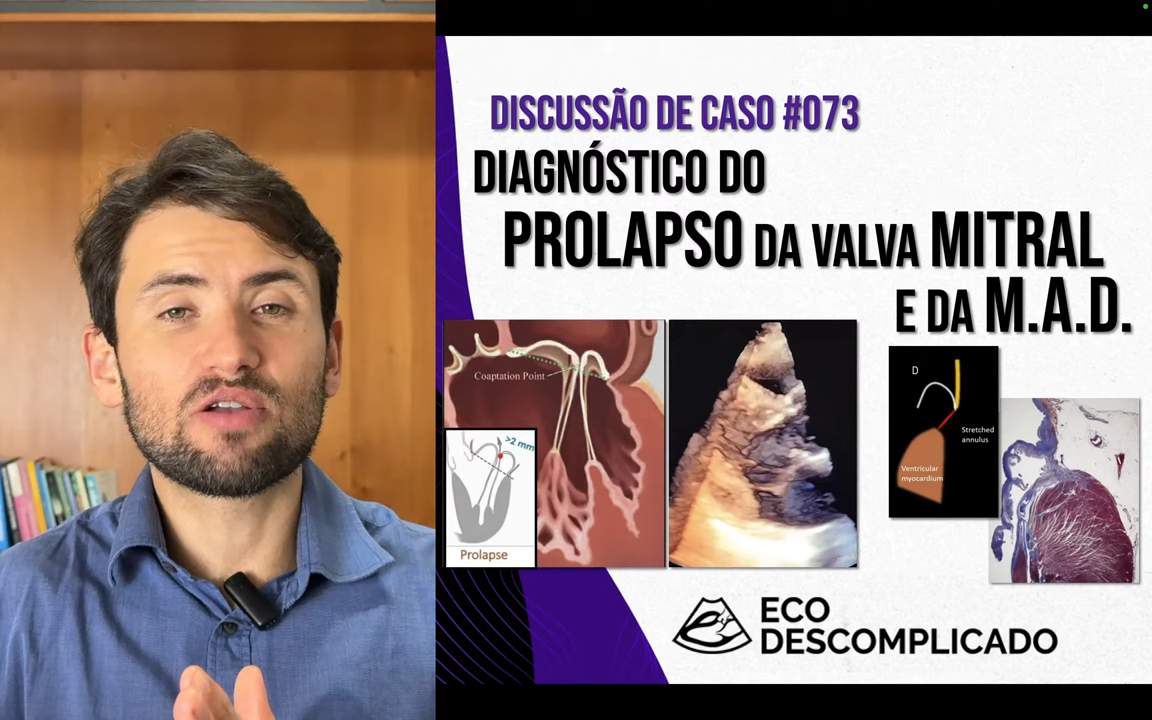 DISCUSSÃO DE CASO #073
DIAGNÓSTICO DO
PROLAPSO DA VALVA MITRAL
E DA M.A.D.
Coaptation Point
>2 mm
Prolapse
D
Stretched
annulus
Ventricular
myocardium
ECO
DESCOMPLICADO